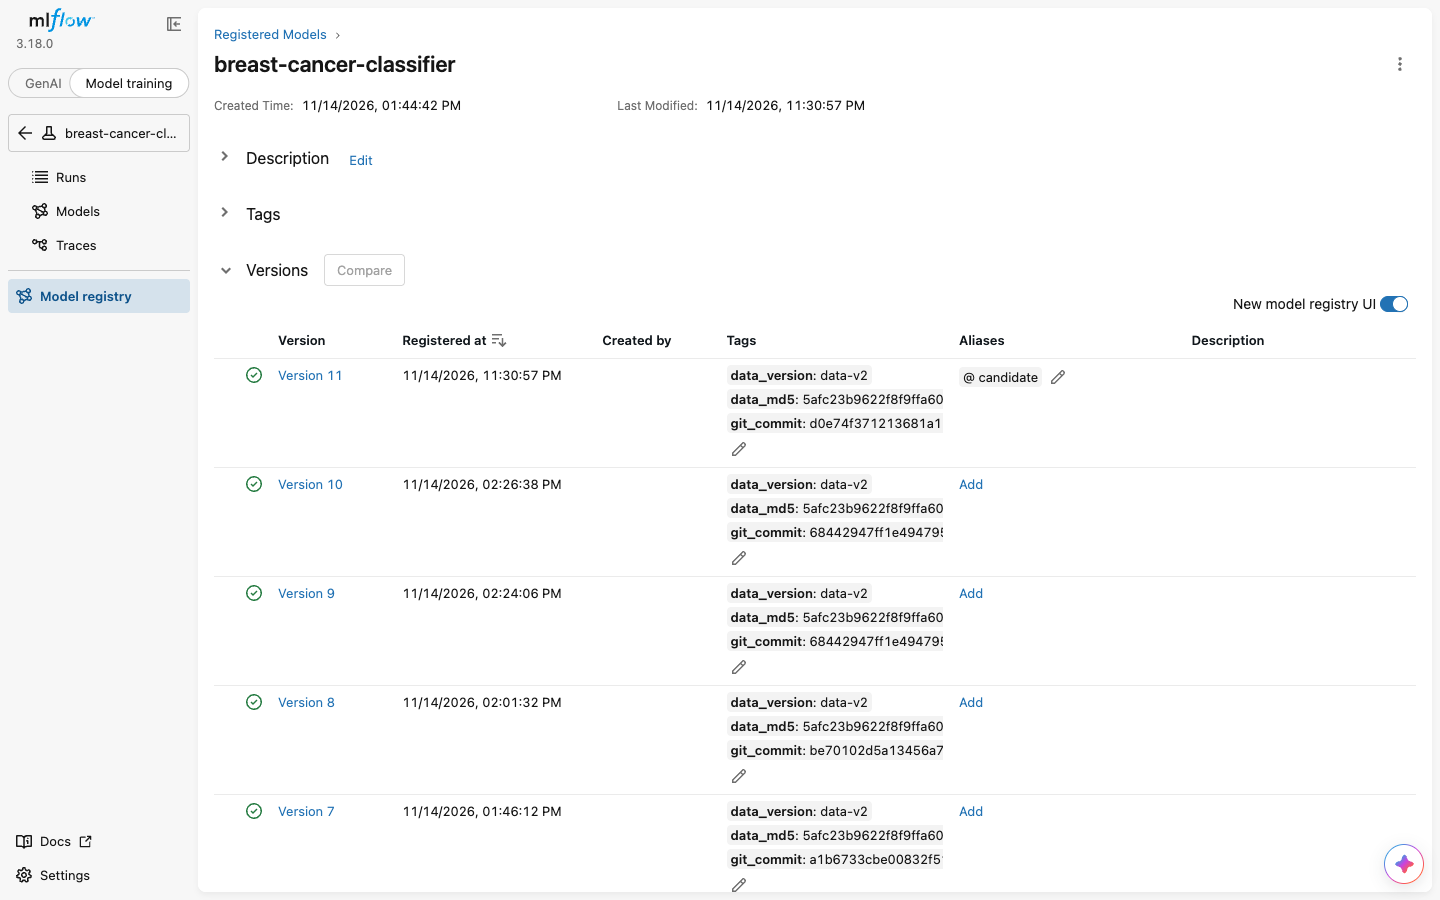 mlflow
3.18.0
GenAI
Model training
breast-cancer-cl...
Runs
Models
Traces
Model registry
Docs
Settings
Registered Models ›
breast-cancer-classifier
Created Time: 11/14/2026, 01:44:42 PM
Last Modified: 11/14/2026, 11:30:57 PM
Description Edit
Tags
Versions Compare
New model registry UI
Version Registered at Created by Tags Aliases Description
Version 11 11/14/2026, 11:30:57 PM data_version: data-v2 @ candidate
data_md5: 5afc23b9622f8f9ffa60
git_commit: d0e74f371213681a1
Version 10 11/14/2026, 02:26:38 PM data_version: data-v2 Add
data_md5: 5afc23b9622f8f9ffa60
git_commit: 68442947ff1e494795
Version 9 11/14/2026, 02:24:06 PM data_version: data-v2 Add
data_md5: 5afc23b9622f8f9ffa60
git_commit: 68442947ff1e494795
Version 8 11/14/2026, 02:01:32 PM data_version: data-v2 Add
data_md5: 5afc23b9622f8f9ffa60
git_commit: be70102d5a13456a7
Version 7 11/14/2026, 01:46:12 PM data_version: data-v2 Add
data_md5: 5afc23b9622f8f9ffa60
git_commit: a1b6733cbe00832f5